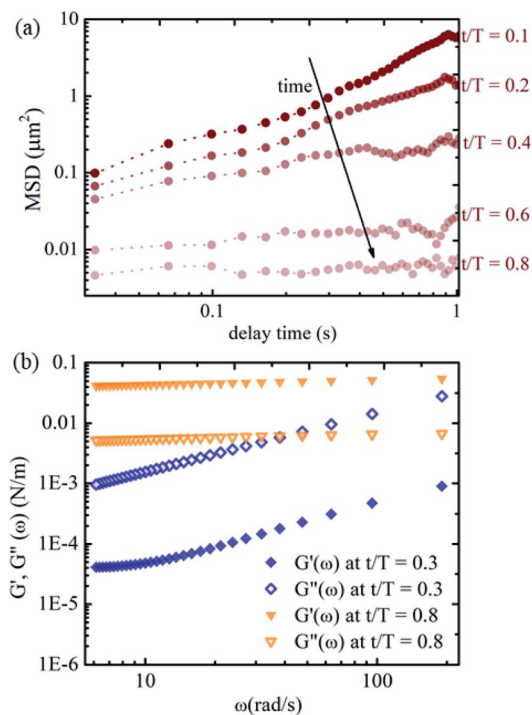 (a)
10
1
0.1
0.01
MSD (μm²)
time
t/T = 0.1
t/T = 0.2
t/T = 0.4
t/T = 0.6
t/T = 0.8
0.1
1
delay time (s)
(b)
0.1
0.01
1E-3
1E-4
1E-5
1E-6
G', G'' (ω) (N/m)
G'(ω) at t/T = 0.3
G''(ω) at t/T = 0.3
G'(ω) at t/T = 0.8
G''(ω) at t/T = 0.8
10
100
ω(rad/s)